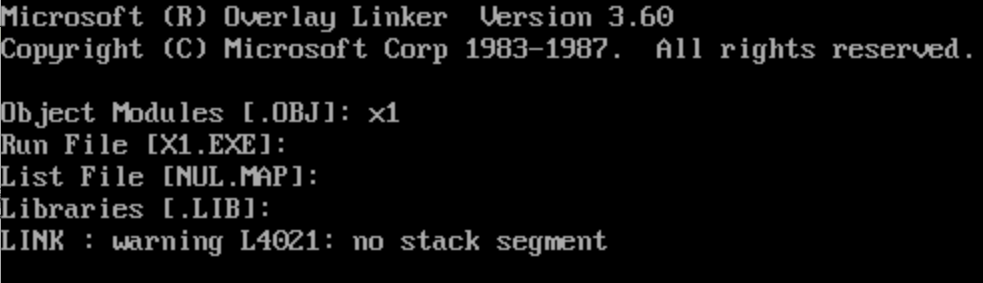 Microsoft (R) Overlay Linker  Version 3.60
Copyright (C) Microsoft Corp 1983-1987.  All rights reserved.
Object Modules [.OBJ]: x1
Run File [X1.EXE]:
List File [NUL.MAP]:
Libraries [.LIB]:
LINK : warning L4021: no stack segment